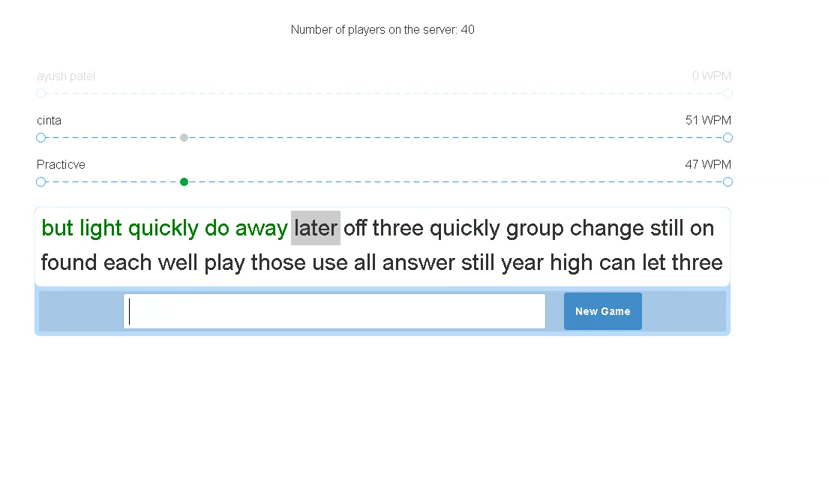 Number of players on the server: 40
ayush patel 0 WPM
cinta 51 WPM
Practicve 47 WPM
but light quickly do away later off three quickly group change still on
found each well play those use all answer still year high can let three
New Game